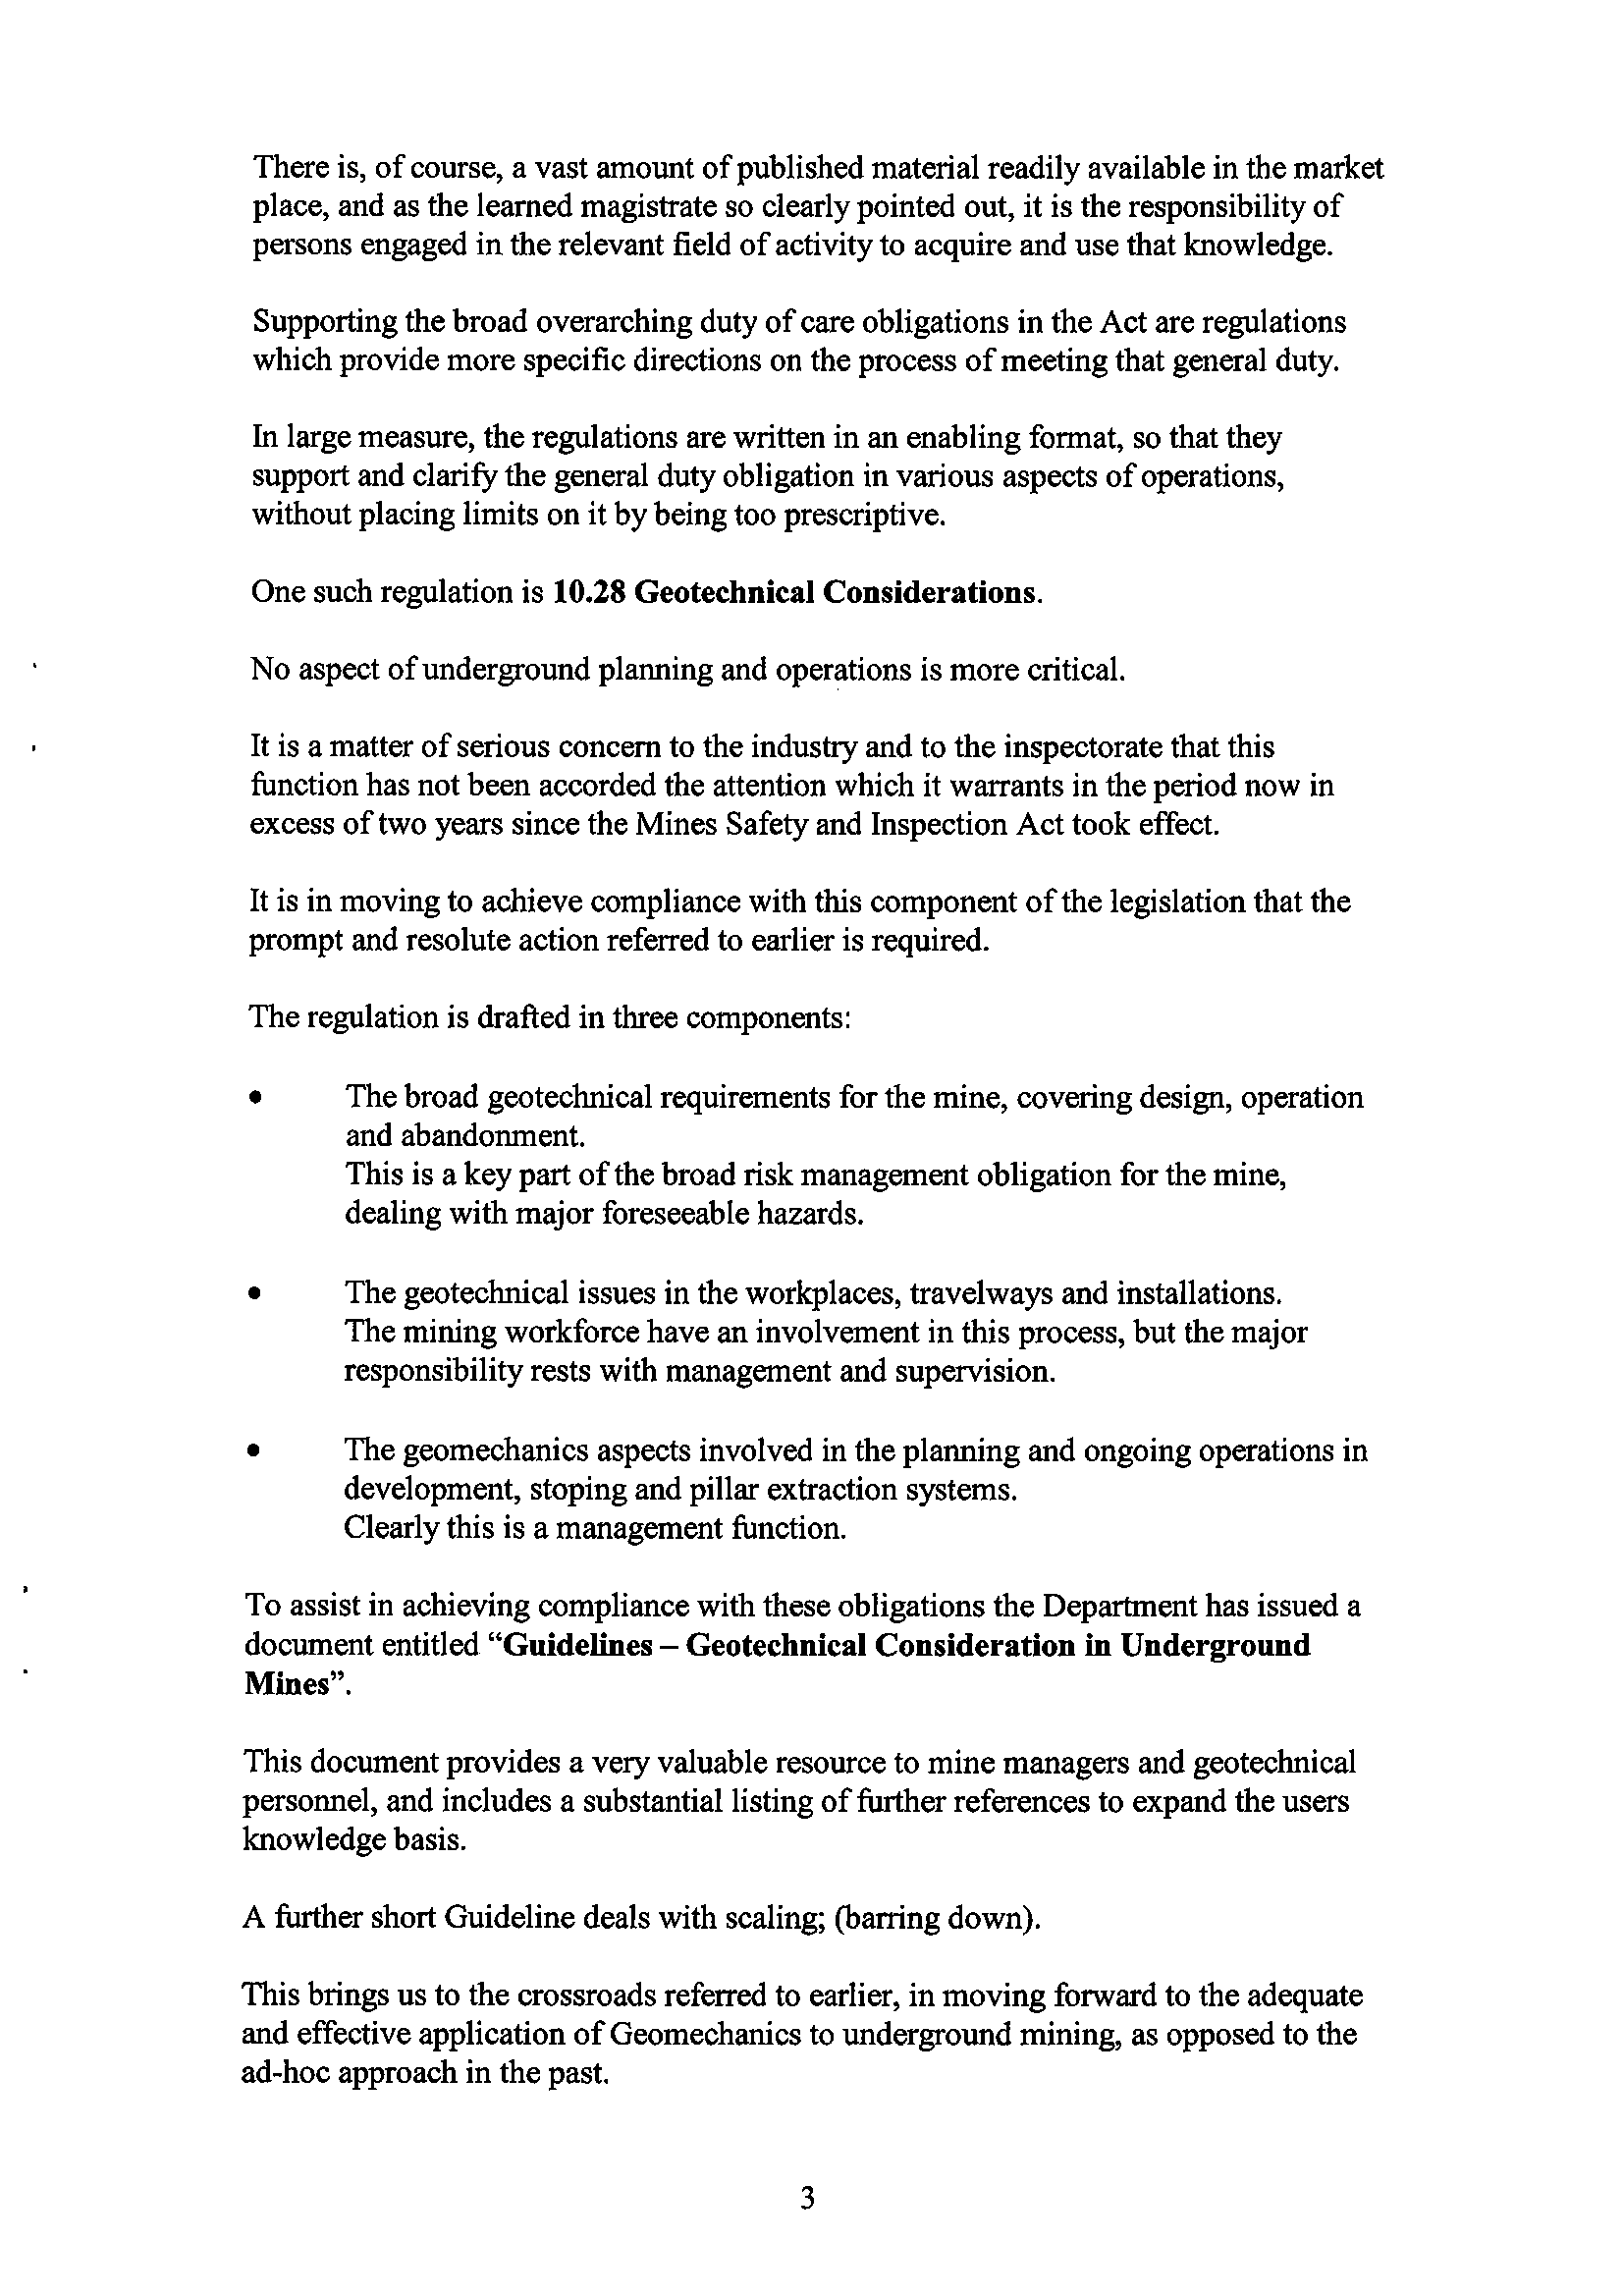 There is, of course, a vast amount of published material readily available in the market
place, and as the learned magistrate so clearly pointed out, it is the responsibility of
persons engaged in the relevant field of activity to acquire and use that knowledge.
Supporting the broad overarching duty of care obligations in the Act are regulations
which provide more specific directions on the process of meeting that general duty.
In large measure, the regulations are written in an enabling format, so that they
support and clarify the general duty obligation in various aspects of operations,
without placing limits on it by being too prescriptive.
One such regulation is 10.28 Geotechnical Considerations.
No aspect of underground planning and operations is more critical.
It is a matter of serious concern to the industry and to the inspectorate that this
function has not been accorded the attention which it warrants in the period now in
excess of two years since the Mines Safety and Inspection Act took effect.
It is in moving to achieve compliance with this component of the legislation that the
prompt and resolute action referred to earlier is required.
The regulation is drafted in three components:
• The broad geotechnical requirements for the mine, covering design, operation
and abandonment.
This is a key part of the broad risk management obligation for the mine,
dealing with major foreseeable hazards.
• The geotechnical issues in the workplaces, travelways and installations.
The mining workforce have an involvement in this process, but the major
responsibility rests with management and supervision.
• The geomechanics aspects involved in the planning and ongoing operations in
development, stoping and pillar extraction systems.
Clearly this is a management function.
To assist in achieving compliance with these obligations the Department has issued a
document entitled “Guidelines – Geotechnical Consideration in Underground
Mines”.
This document provides a very valuable resource to mine managers and geotechnical
personnel, and includes a substantial listing of further references to expand the users
knowledge basis.
A further short Guideline deals with scaling; (barring down).
This brings us to the crossroads referred to earlier, in moving forward to the adequate
and effective application of Geomechanics to underground mining, as opposed to the
ad-hoc approach in the past.
3